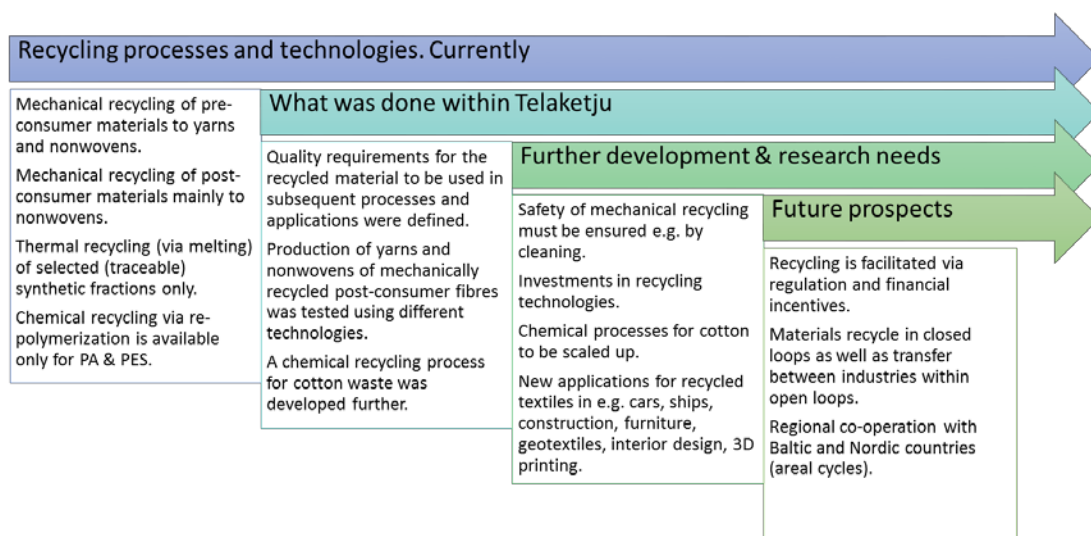 Recycling processes and technologies. Currently
Mechanical recycling of pre-
consumer materials to yarns
and nonwovens.
Mechanical recycling of post-
consumer materials mainly to
nonwovens.
Thermal recycling (via melting)
of selected (traceable)
synthetic fractions only.
Chemical recycling via re-
polymerization is available
only for PA & PES.
What was done within Telaketju
Quality requirements for the
recycled material to be used in
subsequent processes and
applications were defined.
Production of yarns and
nonwovens of mechanically
recycled post-consumer fibres
was tested using different
technologies.
A chemical recycling process
for cotton waste was
developed further.
Further development & research needs
Safety of mechanical recycling
must be ensured e.g. by
cleaning.
Investments in recycling
technologies.
Chemical processes for cotton
to be scaled up.
New applications for recycled
textiles in e.g. cars, ships,
construction, furniture,
geotextiles, interior design, 3D
printing.
Future prospects
Recycling is facilitated via
regulation and financial
incentives.
Materials recycle in closed
loops as well as transfer
between industries within
open loops.
Regional co-operation with
Baltic and Nordic countries
(areal cycles).